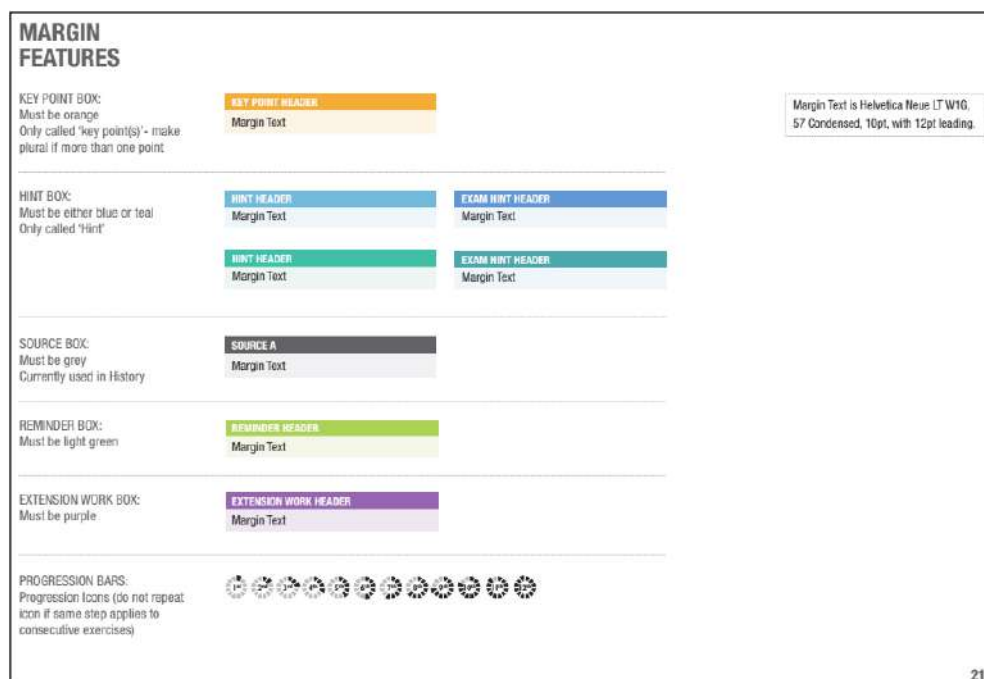 MARGIN
FEATURES
KEY POINT BOX:
Must be orange
Only called ‘key point(s)’- make
plural if more than one point
KEY POINT HEADER
Margin Text
Margin Text is Helvetica Neue LT W1G,
57 Condensed, 10pt, with 12pt leading.
HINT BOX:
Must be either blue or teal
Only called ‘Hint’
HINT HEADER
Margin Text
EXAM HINT HEADER
Margin Text
HINT HEADER
Margin Text
EXAM HINT HEADER
Margin Text
SOURCE BOX:
Must be grey
Currently used in History
SOURCE A
Margin Text
REMINDER BOX:
Must be light green
REMINDER HEADER
Margin Text
EXTENSION WORK BOX:
Must be purple
EXTENSION WORK HEADER
Margin Text
PROGRESSION BARS:
Progression Icons (do not repeat
icon if same step applies to
consecutive exercises)
21